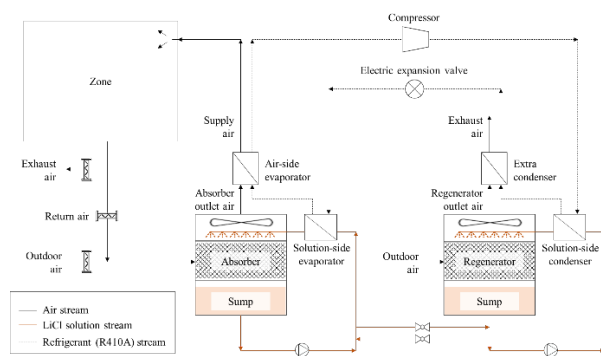 Compressor
Zone
Electric expansion valve
Supply
air
Exhaust
air
Exhaust
air
Air-side
evaporator
Extra
condenser
Return air
Absorber
outlet air
Regenerator
outlet air
Outdoor
air
Absorber
Solution-side
evaporator
Outdoor
air
Regenerator
Solution-side
condenser
Sump
Sump
Air stream
LiCl solution stream
Refrigerant (R410A) stream